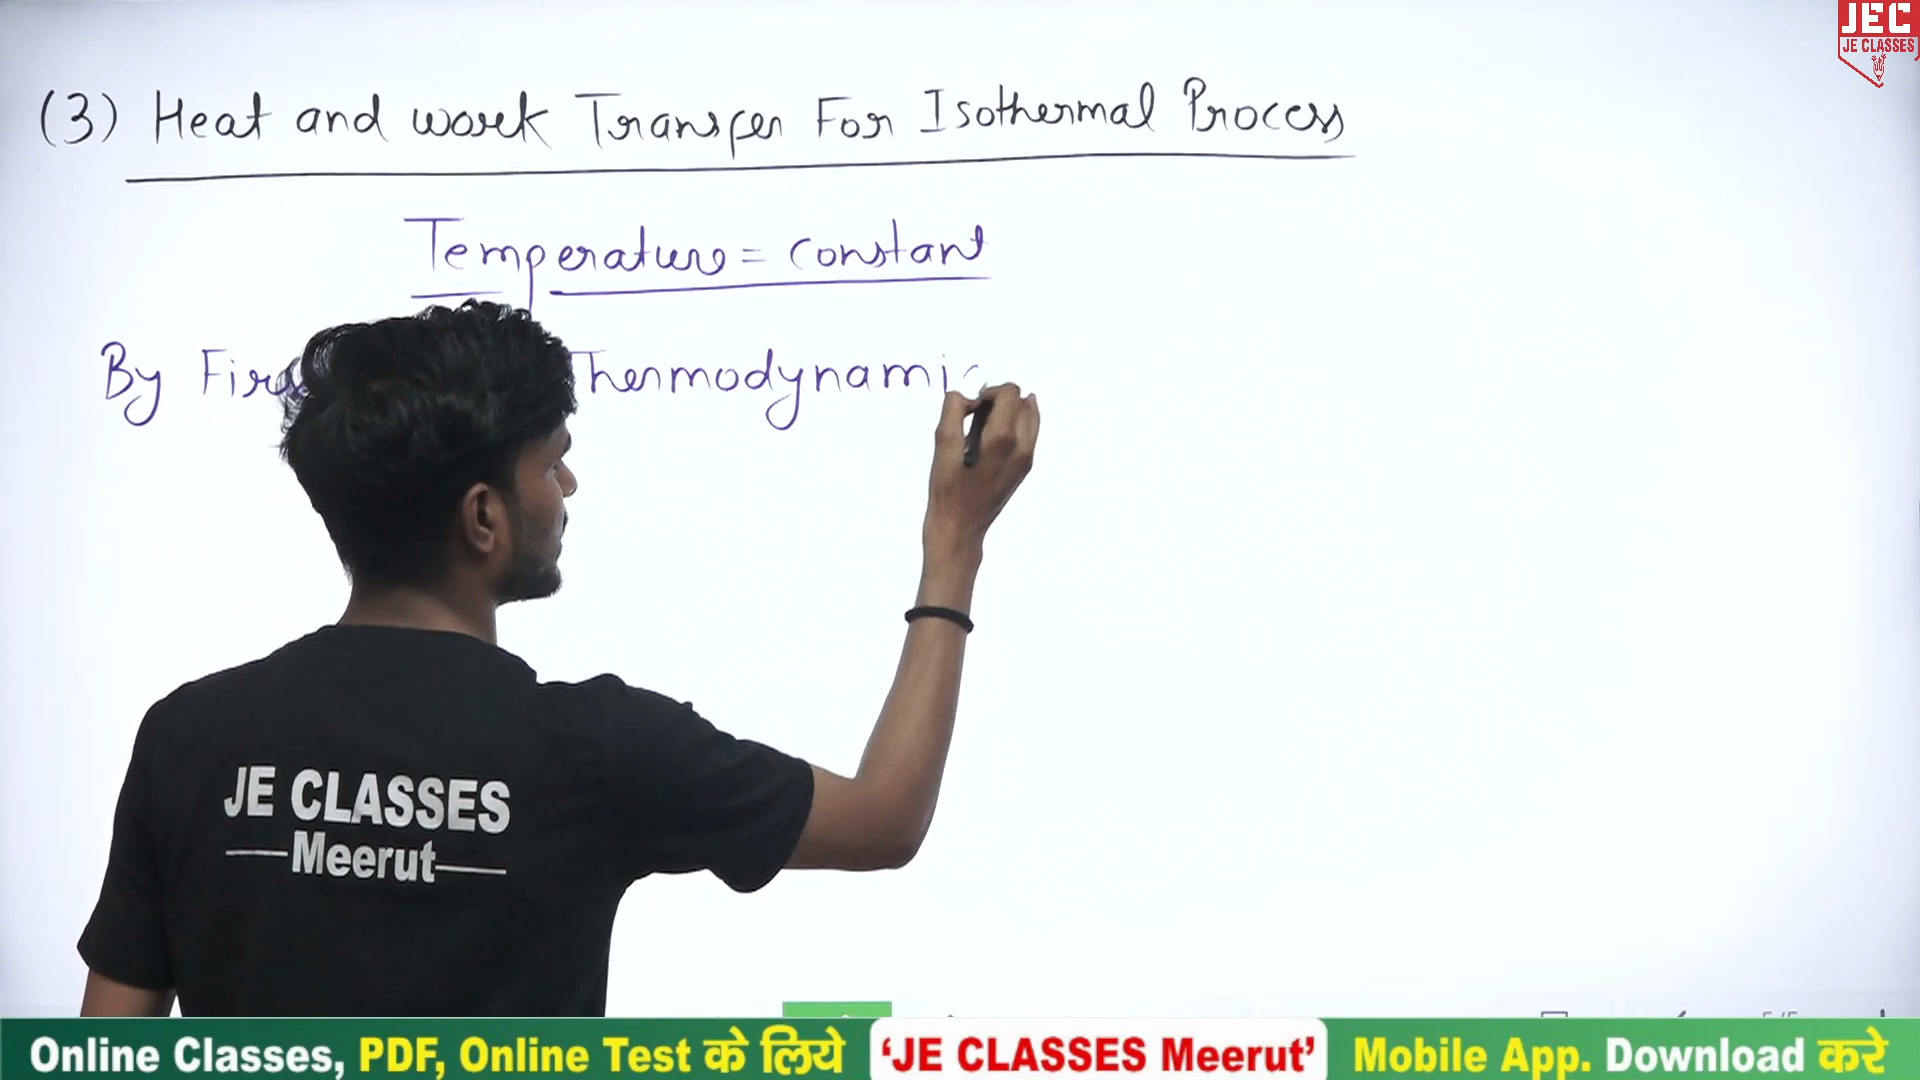 JEC
JE CLASSES
(3) Heat and work Transfer For Isothermal Process
Temperature = constant
By Thermodynamic
JE CLASSES
Meerut
Online Classes, PDF, Online Test के लिये 'JE CLASSES Meerut' Mobile App. Download करे